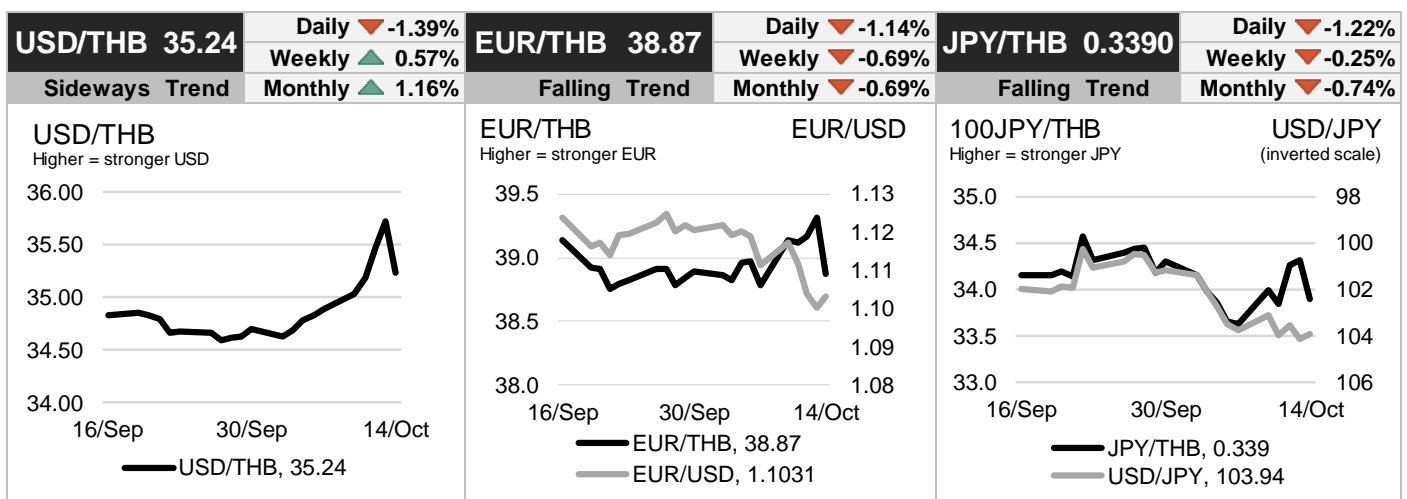 USD/THB 35.24
Daily -1.39%
Weekly 0.57%
Sideways Trend
Monthly 1.16%
USD/THB
Higher = stronger USD
36.00
35.50
35.00
34.50
34.00
16/Sep 30/Sep 14/Oct
USD/THB, 35.24
EUR/THB 38.87
Daily -1.14%
Weekly -0.69%
Falling Trend
Monthly -0.69%
EUR/THB EUR/USD
Higher = stronger EUR
39.5 1.13
1.12
39.0
1.11
38.5 1.10
1.09
38.0 1.08
16/Sep 30/Sep 14/Oct
EUR/THB, 38.87
EUR/USD, 1.1031
JPY/THB 0.3390
Daily -1.22%
Weekly -0.25%
Falling Trend
Monthly -0.74%
100JPY/THB USD/JPY
Higher = stronger JPY (inverted scale)
35.0 98
34.5 100
34.0 102
33.5 104
33.0 106
16/Sep 30/Sep 14/Oct
JPY/THB, 0.339
USD/JPY, 103.94